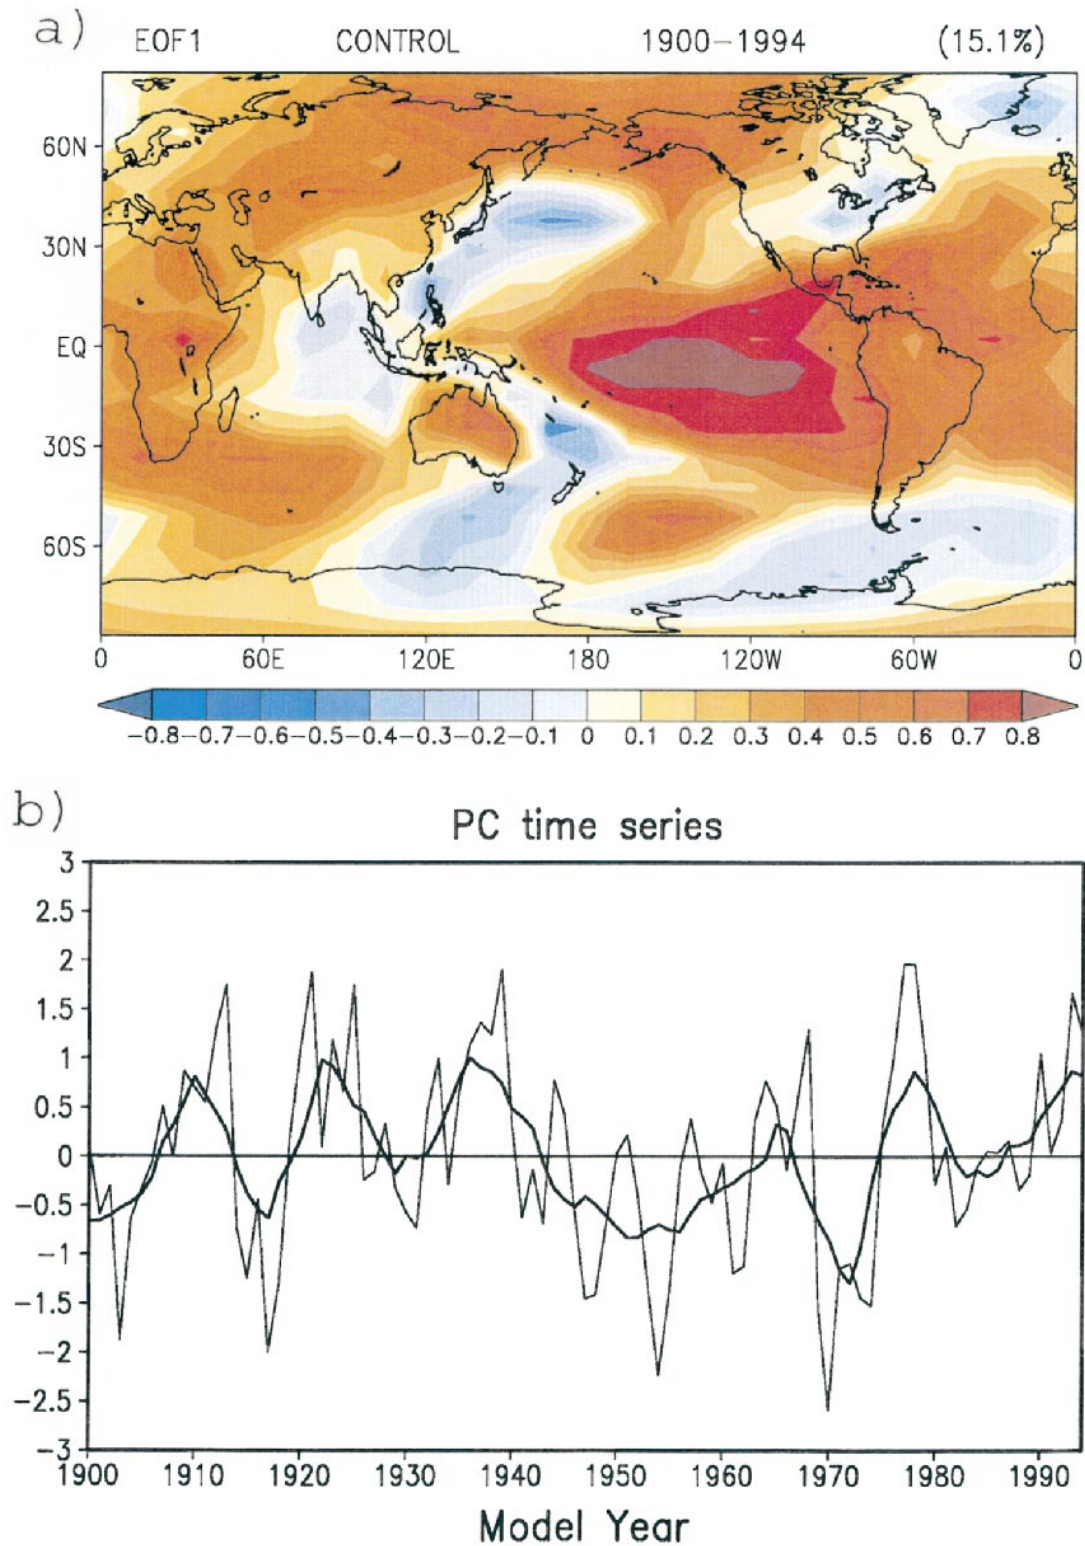 a) EOF1 CONTROL 1900-1994 (15.1%)
60N
30N
EQ
30S
60S
0 60E 120E 180 120W 60W 0
-0.8 -0.7 -0.6 -0.5 -0.4 -0.3 -0.2 -0.1 0 0.1 0.2 0.3 0.4 0.5 0.6 0.7 0.8
b)
PC time series
3
2.5
2
1.5
1
0.5
0
-0.5
-1
-1.5
-2
-2.5
-3
1900 1910 1920 1930 1940 1950 1960 1970 1980 1990
Model Year